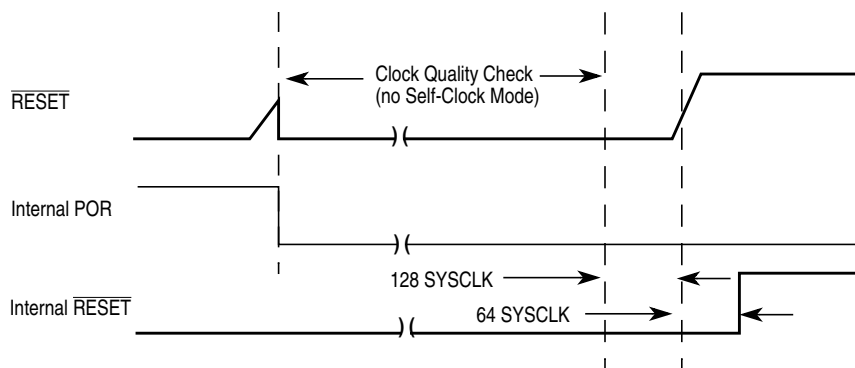 Clock Quality Check
(no Self-Clock Mode)
RESET
Internal POR
128 SYSCLK
Internal RESET
64 SYSCLK